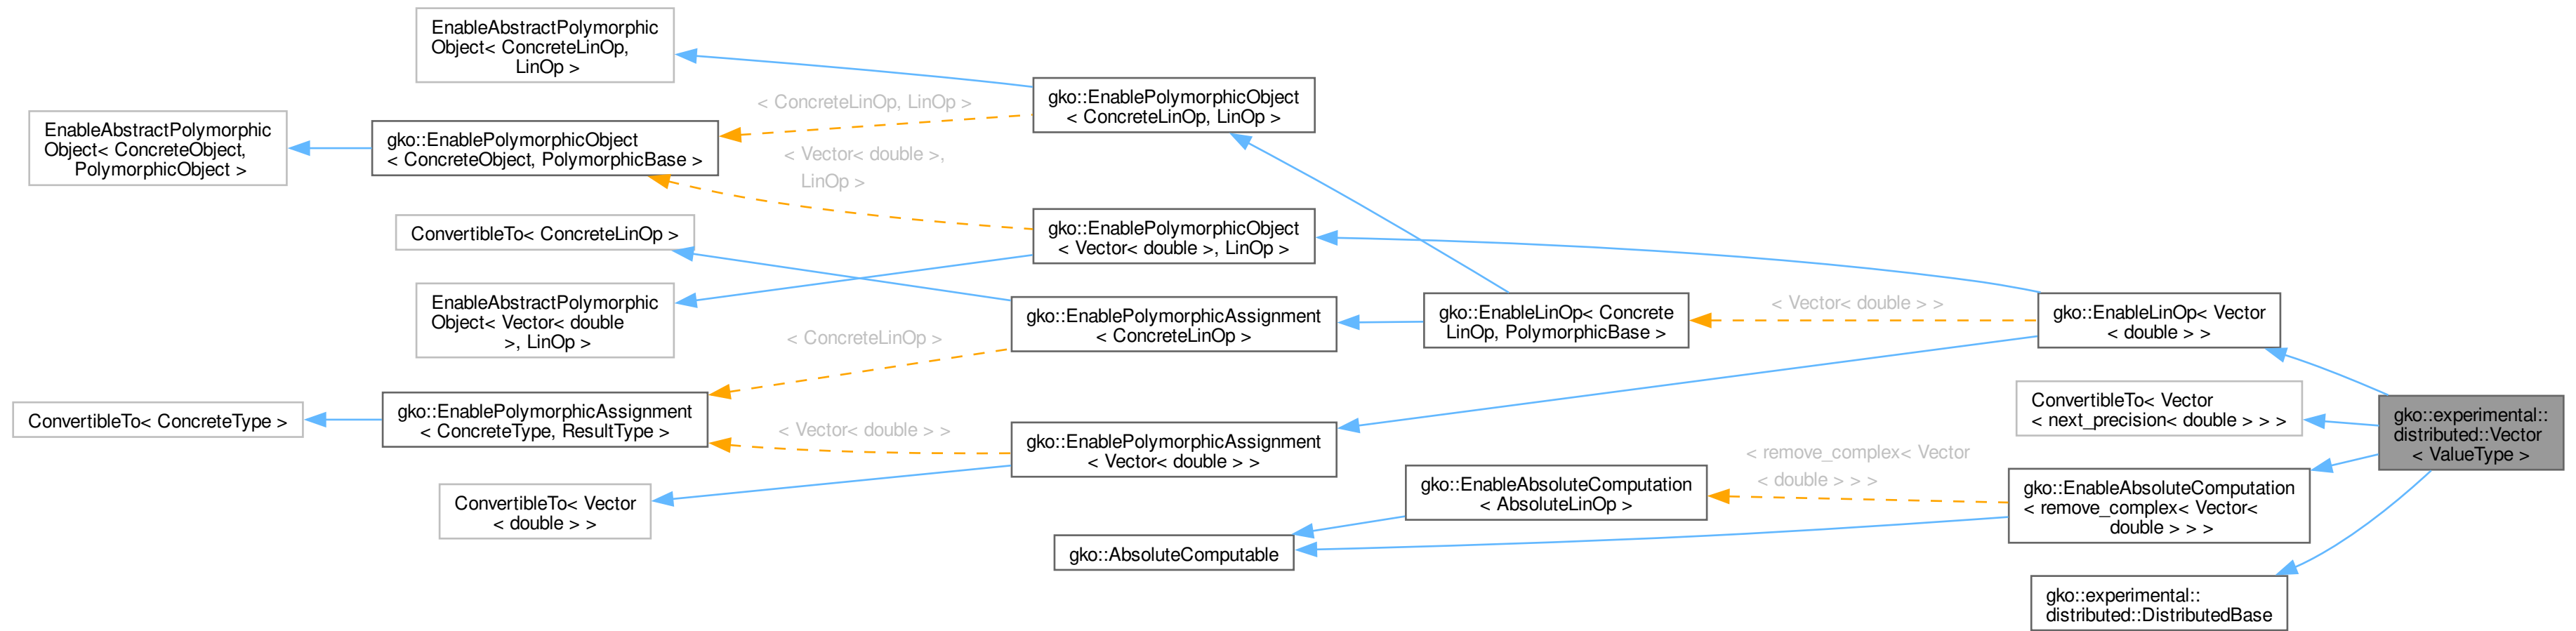 EnableAbstractPolymorphic
Object< ConcreteLinOp,
LinOp >
EnableAbstractPolymorphic
Object< ConcreteObject,
PolymorphicObject >
gko::EnablePolymorphicObject
< ConcreteObject, PolymorphicBase >
< ConcreteLinOp, LinOp >
< Vector< double >,
LinOp >
gko::EnablePolymorphicObject
< ConcreteLinOp, LinOp >
ConvertibleTo< ConcreteLinOp >
gko::EnablePolymorphicObject
< Vector< double >, LinOp >
EnableAbstractPolymorphic
Object< Vector< double
>, LinOp >
gko::EnablePolymorphicAssignment
< ConcreteLinOp >
gko::EnableLinOp< Concrete
LinOp, PolymorphicBase >
< Vector< double > >
gko::EnableLinOp< Vector
< double > >
< ConcreteLinOp >
ConvertibleTo< ConcreteType >
gko::EnablePolymorphicAssignment
< ConcreteType, ResultType >
< Vector< double > >
gko::EnablePolymorphicAssignment
< Vector< double > >
ConvertibleTo< Vector
< next_precision< double > > >
gko::experimental::
distributed::Vector
< ValueType >
ConvertibleTo< Vector
< double > >
gko::EnableAbsoluteComputation
< AbsoluteLinOp >
< remove_complex< Vector
< double > > >
gko::EnableAbsoluteComputation
< remove_complex< Vector<
double > > >
gko::AbsoluteComputable
gko::experimental::
distributed::DistributedBase